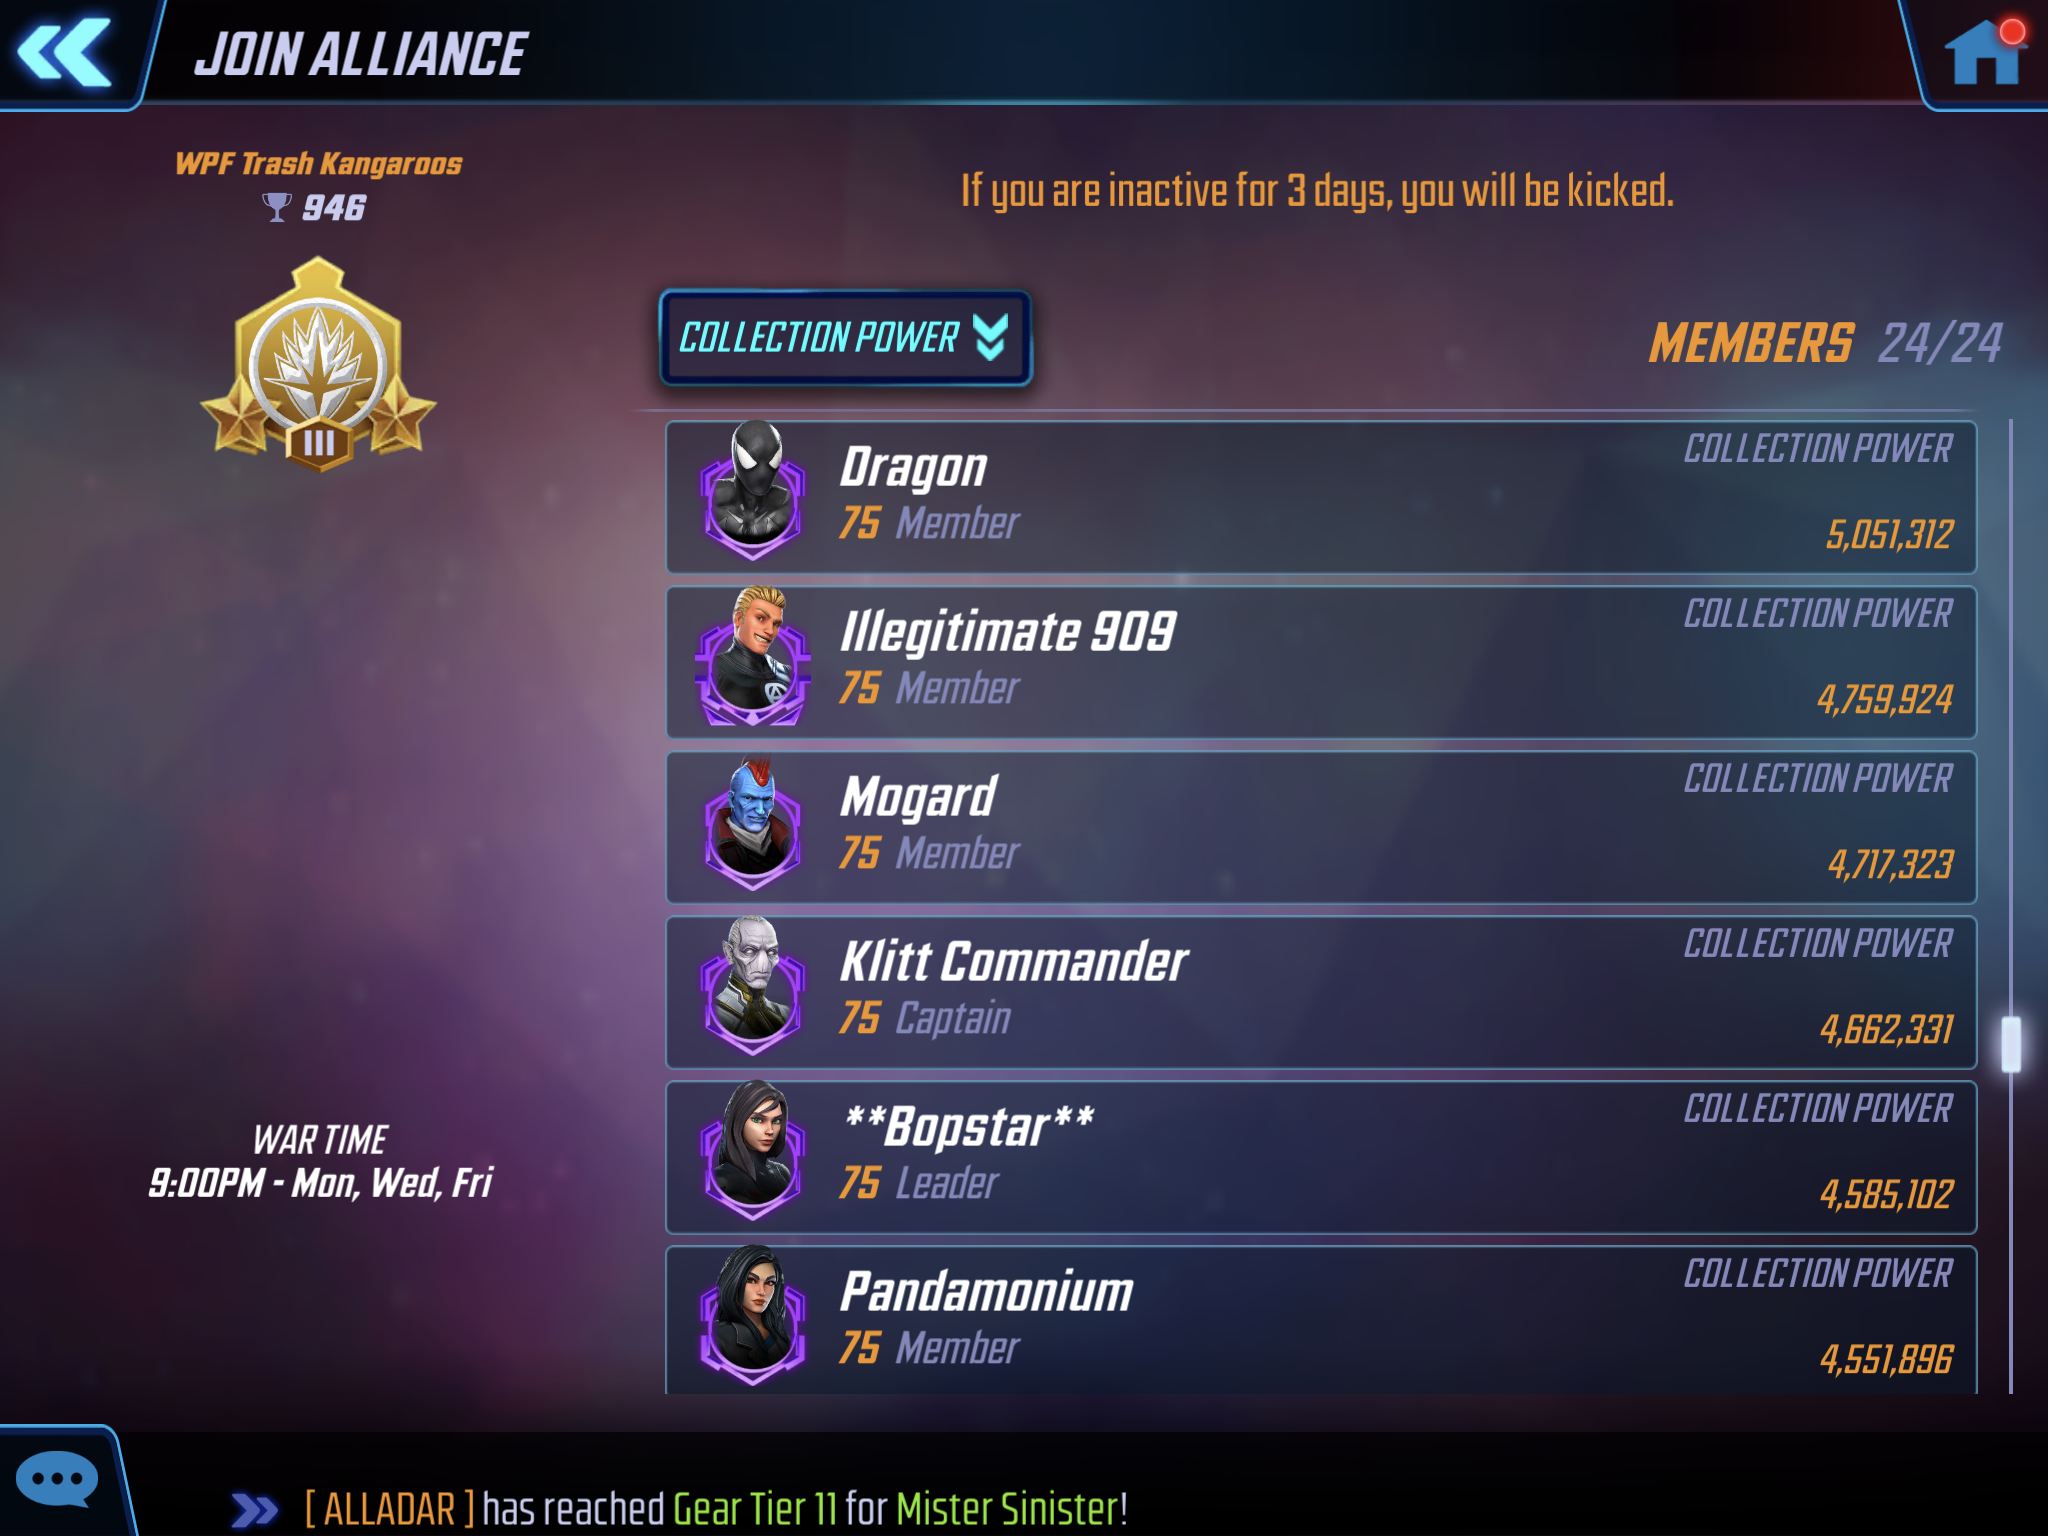 JOIN ALLIANCE
WPF Trash Kangaroos
946
III
If you are inactive for 3 days, you will be kicked.
COLLECTION POWER
MEMBERS 24/24
Dragon
75 Member
COLLECTION POWER
5,051,312
Illegitimate 909
75 Member
COLLECTION POWER
4,759,924
Mogard
75 Member
COLLECTION POWER
4,717,323
Klitt Commander
75 Captain
COLLECTION POWER
4,662,331
**Bopstar**
75 Leader
COLLECTION POWER
4,585,102
Pandamonium
75 Member
COLLECTION POWER
4,551,896
WAR TIME
9:00PM - Mon, Wed, Fri
[ ALLADAR ] has reached Gear Tier 11 for Mister Sinister!